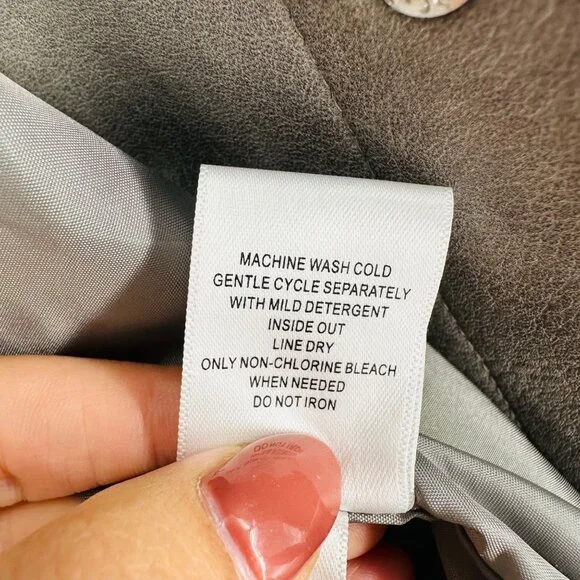 MACHINE WASH COLD
GENTLE CYCLE SEPARATELY
WITH MILD DETERGENT
INSIDE OUT
LINE DRY
ONLY NON-CHLORINE BLEACH
WHEN NEEDED
DO NOT IRON